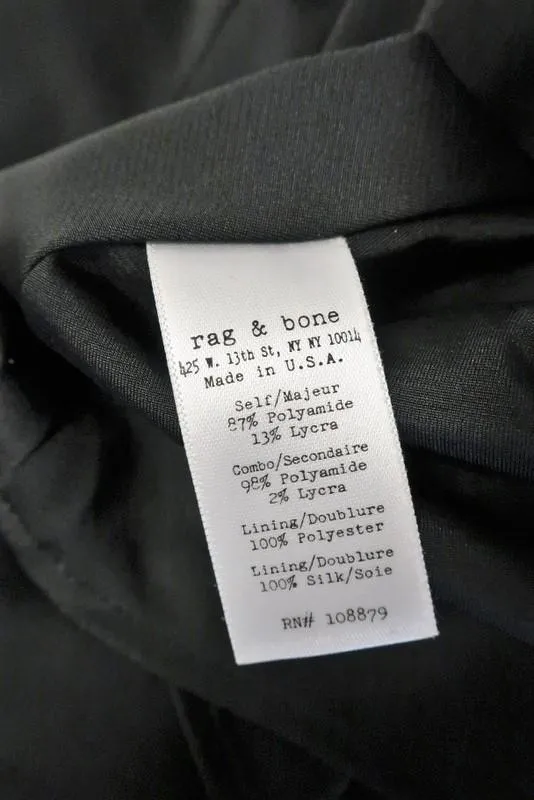 rag & bone
425 W. 13th St, NY NY 10014
Made in U.S.A.
Self/Majeur
87% Polyamide
13% Lycra
Combo/Secondaire
98% Polyamide
2% Lycra
Lining/Doublure
100% Polyester
Lining/Doublure
100% Silk/Soie
RN# 108879